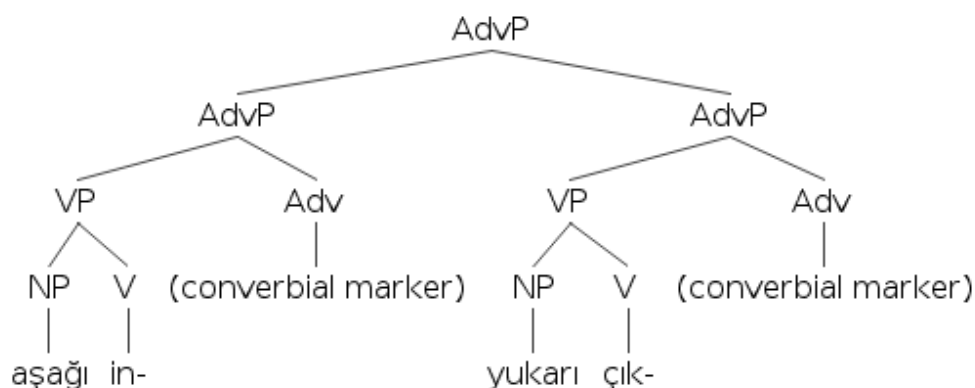 AdvP
AdvP AdvP
VP Adv VP Adv
NP V (converbial marker) NP V (converbial marker)
aşağı in- yukarı çık-